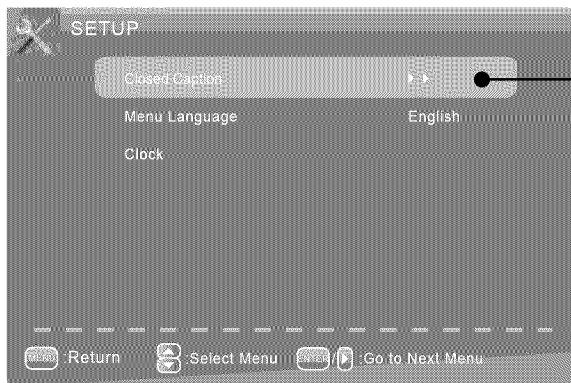 SETUP
Closed Caption
Menu Language English
Clock
MENU :Return :Select Menu ENTER / :Go to Next Menu